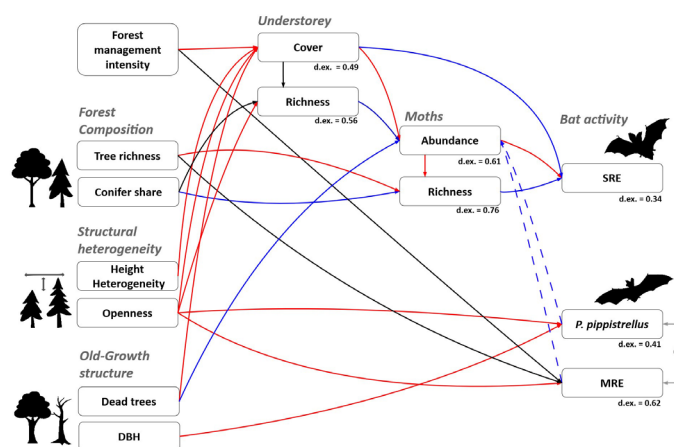 Understorey
Forest
management
intensity
Cover
d.ex. = 0.49
Richness
d.ex. = 0.56
Forest
Composition
Tree richness
Conifer share
Moths
Abundance
d.ex. = 0.61
Richness
d.ex. = 0.76
Bat activity
SRE
d.ex. = 0.34
Structural
heterogeneity
Height
Heterogeneity
Openness
P. pippistrellus
d.ex. = 0.41
MRE
d.ex. = 0.62
Old-Growth
structure
Dead trees
DBH